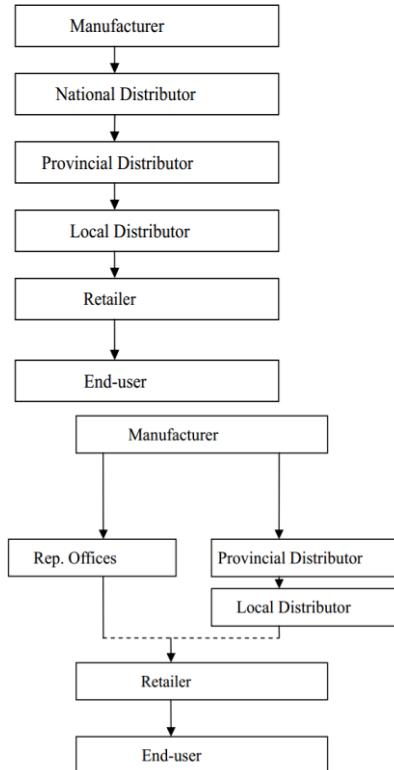 Manufacturer
National Distributor
Provincial Distributor
Local Distributor
Retailer
End-user
Manufacturer
Rep. Offices
Provincial Distributor
Local Distributor
Retailer
End-user